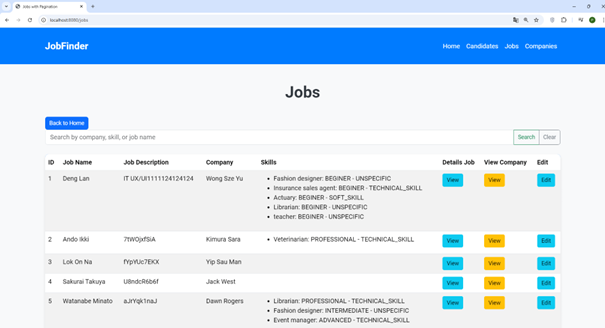 Jobs with Pagination
localhost:8080/jobs
JobFinder
Home Candidates Jobs Companies
Jobs
Back to Home
Search by company, skill, or job name Search Clear
ID Job Name Job Description Company Skills Details Job View Company Edit
1 Deng Lan IT UX/UI1111124124124 Wong Sze Yu View View Edit
Fashion designer: BEGINER - UNSPECIFIC
Insurance sales agent: BEGINER - TECHNICAL_SKILL
Actuary: BEGINER - SOFT_SKILL
Librarian: BEGINER - UNSPECIFIC
teacher: BEGINER - UNSPECIFIC
2 Ando Ikki 7tWOjxfSiA Kimura Sara Veterinarian: PROFESSIONAL - TECHNICAL_SKILL View View Edit
3 Lok On Na fYpYUc7EKX Yip Sau Man View View Edit
4 Sakurai Takuya U8ndcR6b6f Jack West View View Edit
5 Watanabe Minato aJrYqk1naJ Dawn Rogers Librarian: PROFESSIONAL - TECHNICAL_SKILL View View Edit
Fashion designer: INTERMEDIATE - UNSPECIFIC
Event manager: ADVANCED - TECHNICAL_SKILL